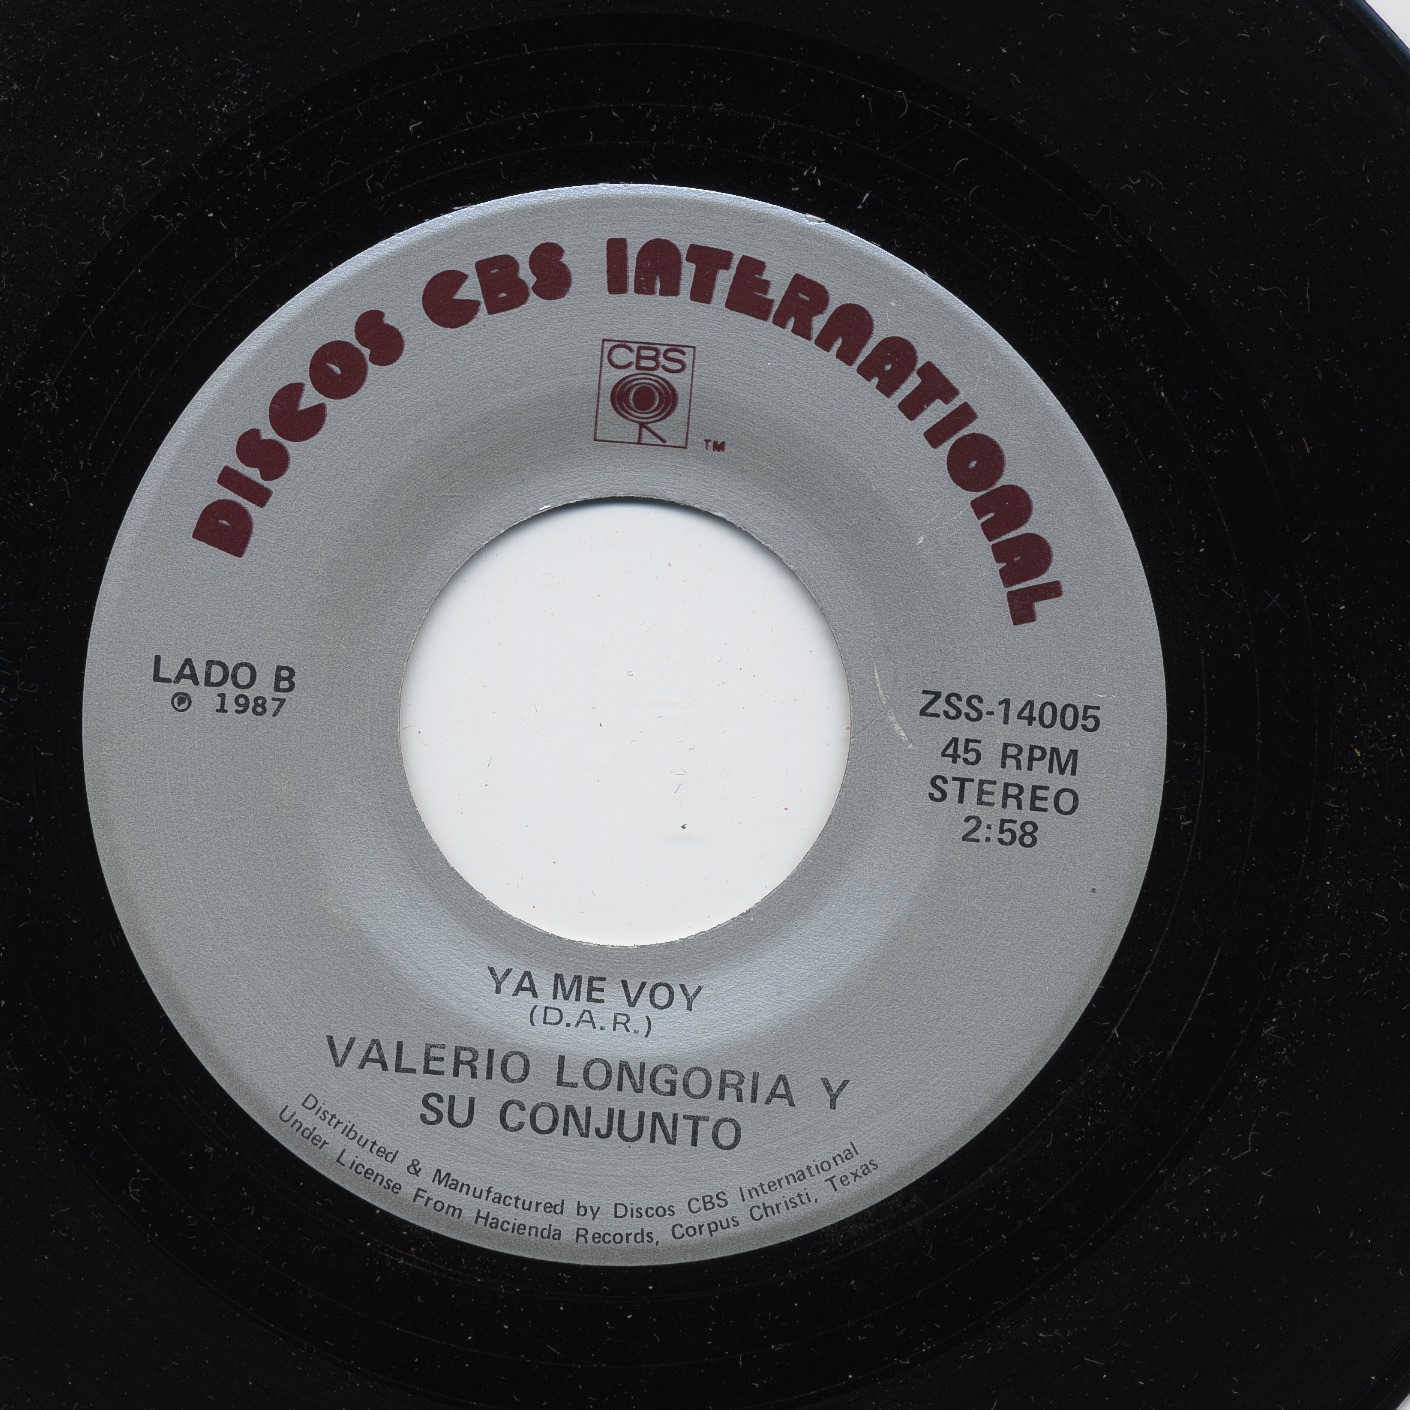 DISCOS CBS INTERNATIONAL
CBS
TM
LADO B
℗ 1987
ZSS-14005
45 RPM
STEREO
2:58
YA ME VOY
(D.A.R.)
VALERIO LONGORIA Y
SU CONJUNTO
Distributed & Manufactured by Discos CBS International
Under License From Hacienda Records, Corpus Christi, Texas